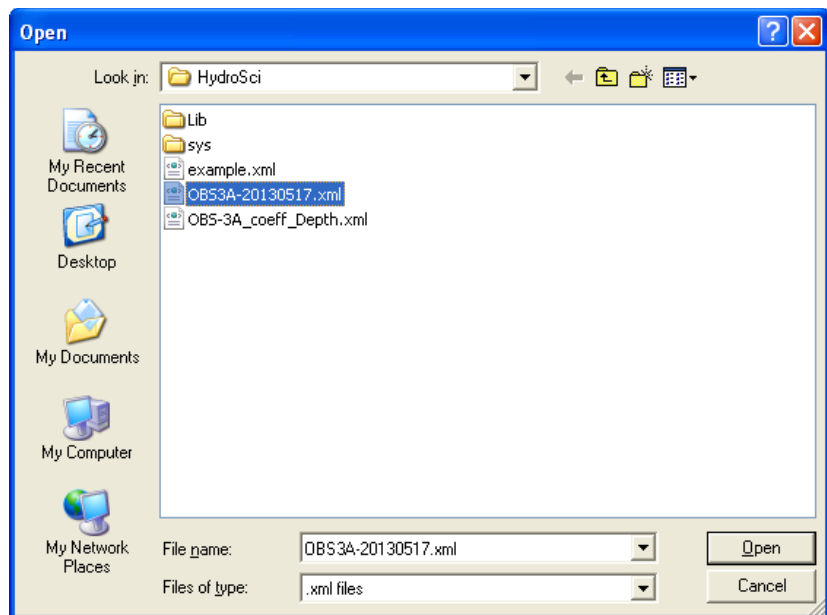 Open
Look in: HydroSci
My Recent
Documents
Desktop
My Documents
My Computer
My Network
Places
Lib
sys
example.xml
OBS3A-20130517.xml
OBS-3A_coeff_Depth.xml
File name: OBS3A-20130517.xml Open
Files of type: .xml files Cancel